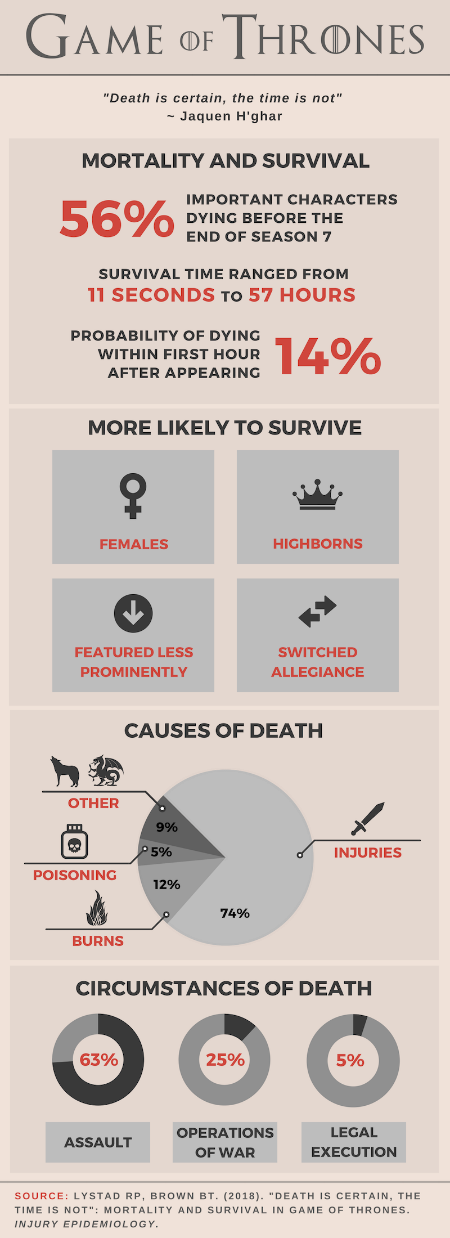 GAME OF THRONES
"Death is certain, the time is not"
~ Jaquen H'ghar
MORTALITY AND SURVIVAL
56%
IMPORTANT CHARACTERS
DYING BEFORE THE
END OF SEASON 7
SURVIVAL TIME RANGED FROM
11 SECONDS TO 57 HOURS
PROBABILITY OF DYING
WITHIN FIRST HOUR
AFTER APPEARING
14%
MORE LIKELY TO SURVIVE
FEMALES
HIGHBORNS
FEATURED LESS
PROMINENTLY
SWITCHED
ALLEGIANCE
CAUSES OF DEATH
OTHER
9%
POISONING
5%
BURNS
12%
INJURIES
74%
CIRCUMSTANCES OF DEATH
63%
25%
5%
ASSAULT
OPERATIONS
OF WAR
LEGAL
EXECUTION
SOURCE: LYSTAD RP, BROWN BT. (2018). "DEATH IS CERTAIN, THE
TIME IS NOT": MORTALITY AND SURVIVAL IN GAME OF THRONES.
INJURY EPIDEMIOLOGY.